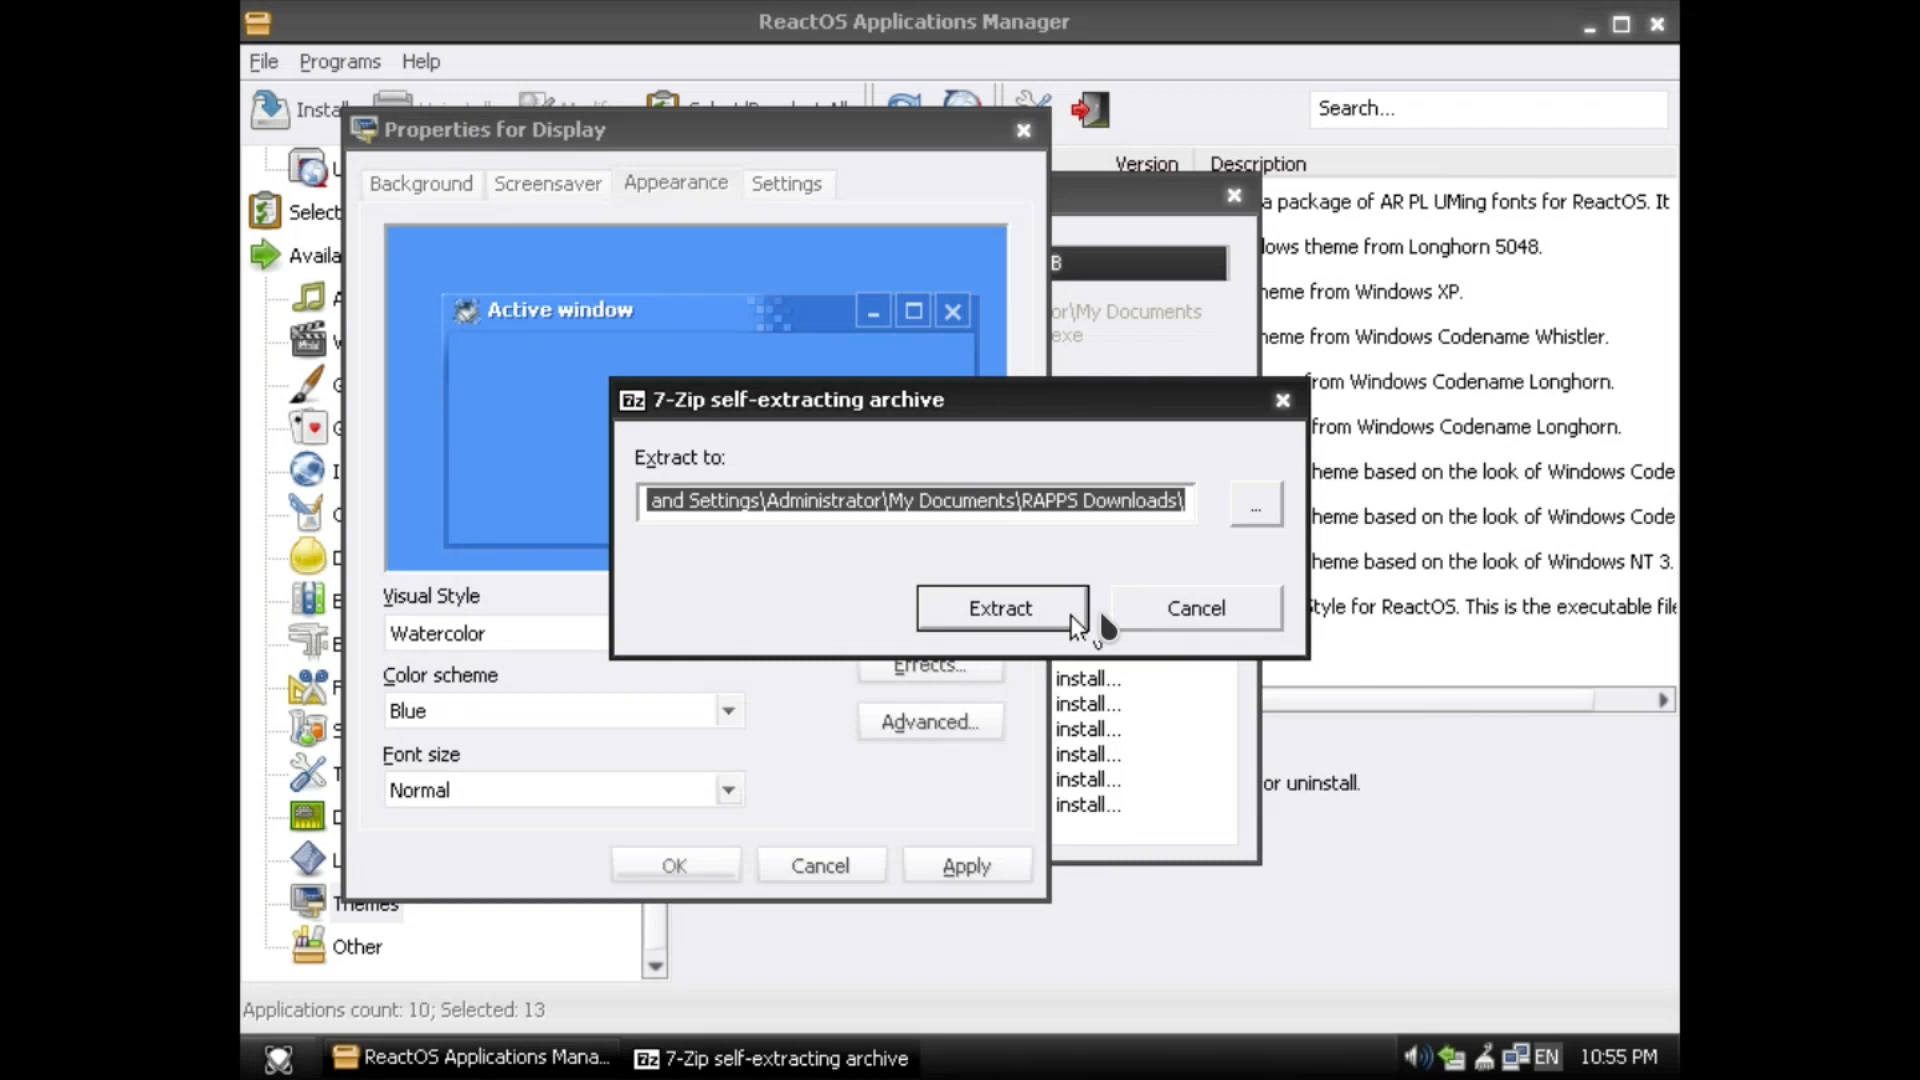 ReactOS Applications Manager
File Programs Help
Search...
Properties for Display
Version Description
Background Screensaver Appearance Settings
Select
a package of AR PL UMing fonts for ReactOS. It
lows theme from Longhorn 5048.
B
Active window
heme from Windows XP.
or\My Documents
exe
heme from Windows Codename Whistler.
from Windows Codename Longhorn.
7-Zip self-extracting archive
from Windows Codename Longhorn.
Extract to:
heme based on the look of Windows Code
and Settings\Administrator\My Documents\RAPPS Downloads\
...
heme based on the look of Windows Code
heme based on the look of Windows NT 3.
Visual Style
Extract Cancel
Style for ReactOS. This is the executable file
Watercolor
Effects...
Color scheme
install...
install...
Blue
Advanced...
install...
Font size
install...
install...
Normal
or uninstall.
install...
OK Cancel Apply
Themes
Other
Applications count: 10; Selected: 13
ReactOS Applications Mana... 7-Zip self-extracting archive EN 10:55 PM